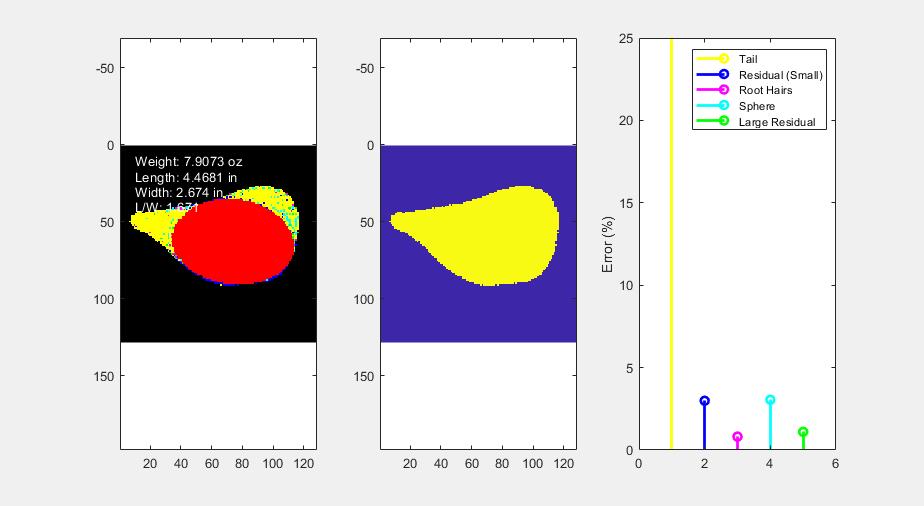 Weight: 7.9073 oz
Length: 4.4681 in
Width: 2.674 in
L/W: 1.671
-50
0
50
100
150
20 40 60 80 100 120
20 40 60 80 100 120
-50
0
50
100
150
Error (%)
25
20
15
10
5
0
0 2 4 6
Tail
Residual (Small)
Root Hairs
Sphere
Large Residual